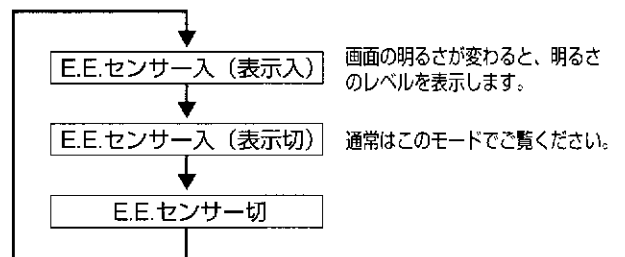 E.E.センサー入（表示入）
画面の明るさが変わると、明るさ
のレベルを表示します。
E.E.センサー入（表示切）
通常はこのモードでご覧ください。
E.E.センサー切